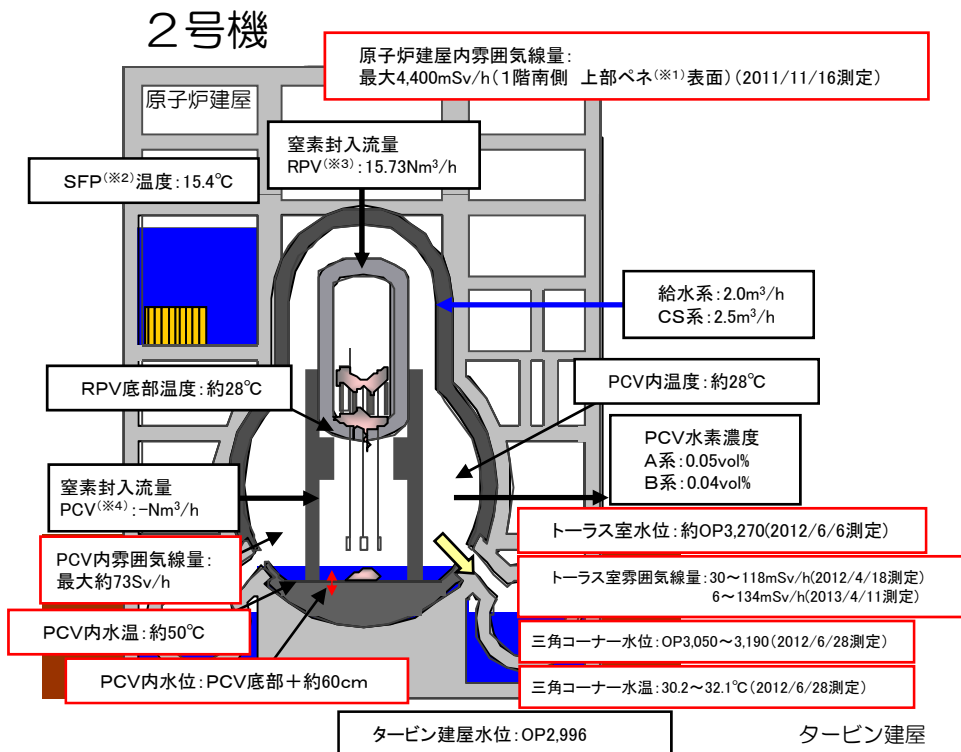 2号機
原子炉建屋内雰囲気線量:
最大4,400mSv/h(1階南側 上部ペネ(※1)表面)(2011/11/16測定)
原子炉建屋
窒素封入流量
RPV(※3):15.73Nm³/h
SFP(※2)温度:15.4℃
給水系:2.0m³/h
CS系:2.5m³/h
RPV底部温度:約28℃
PCV内温度:約28℃
PCV水素濃度
A系:0.05vol%
B系:0.04vol%
窒素封入流量
PCV(※4):-Nm³/h
トーラス室水位:約OP3,270(2012/6/6測定)
PCV内雰囲気線量:
最大約73Sv/h
トーラス室雰囲気線量:30~118mSv/h(2012/4/18測定)
6~134mSv/h(2013/4/11測定)
PCV内水温:約50℃
三角コーナー水位:OP3,050~3,190(2012/6/28測定)
PCV内水位:PCV底部+約60cm
三角コーナー水温:30.2~32.1℃(2012/6/28測定)
タービン建屋水位:OP2,996
タービン建屋